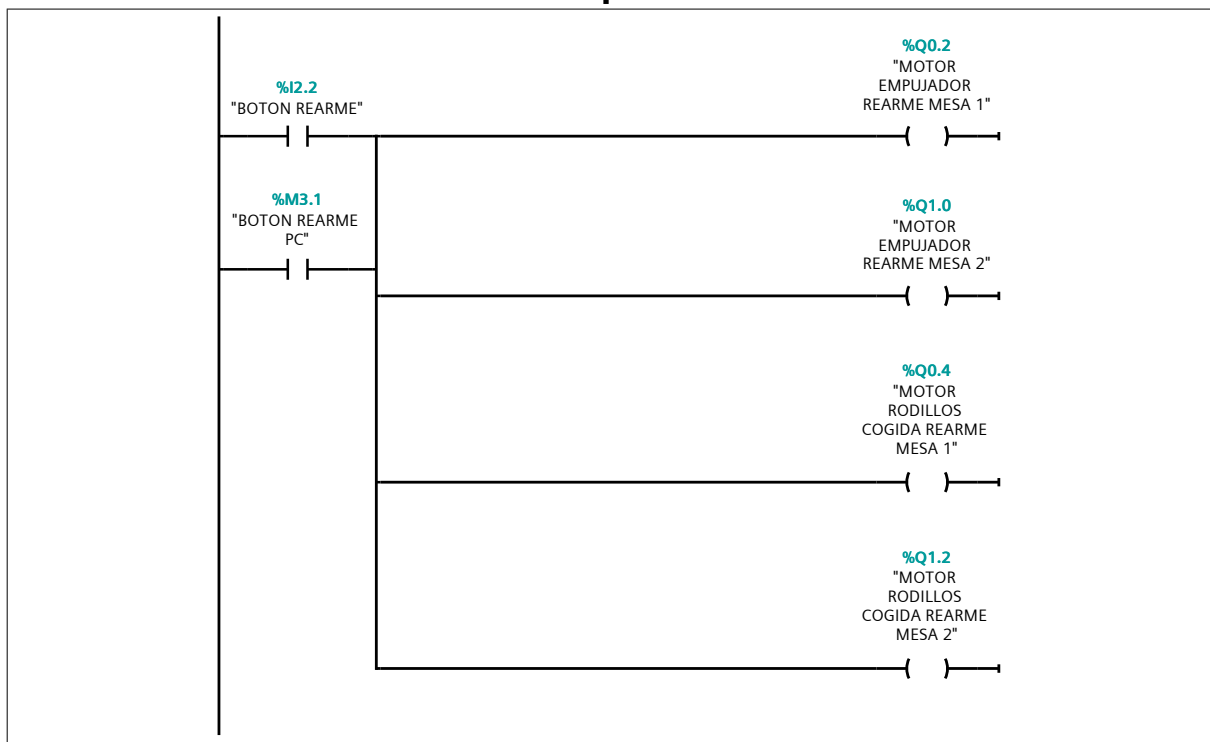 %I2.2
"BOTON REARME"
%M3.1
"BOTON REARME
PC"
%Q0.2
"MOTOR
EMPUJADOR
REARME MESA 1"
%Q1.0
"MOTOR
EMPUJADOR
REARME MESA 2"
%Q0.4
"MOTOR
RODILLOS
COGIDA REARME
MESA 1"
%Q1.2
"MOTOR
RODILLOS
COGIDA REARME
MESA 2"